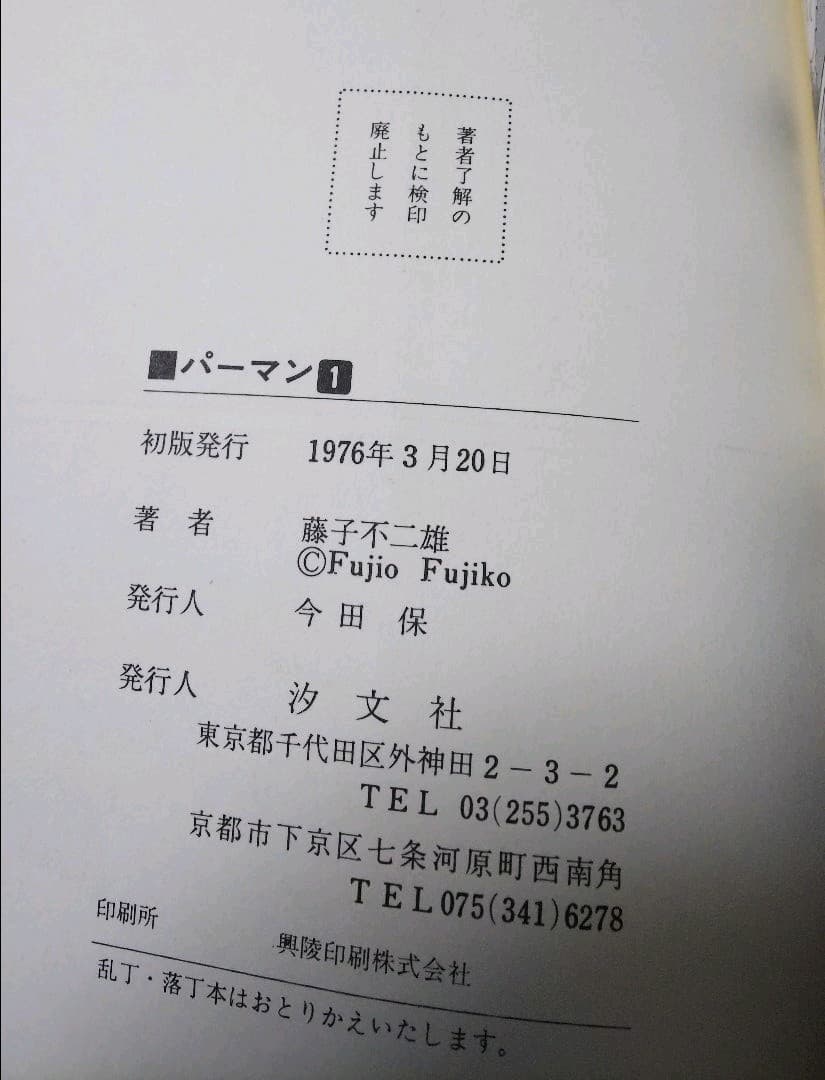 著者了解の
もとに検印
廃止します
■パーマン1
初版発行 1976年3月20日
著者 藤子不二雄
©Fujio Fujiko
発行人 今田 保
発行人 汐文社
東京都千代田区外神田2-3-2
TEL 03(255)3763
京都市下京区七条河原町西南角
TEL075(341)6278
印刷所 興陵印刷株式会社
乱丁・落丁本はおとりかえいたします。